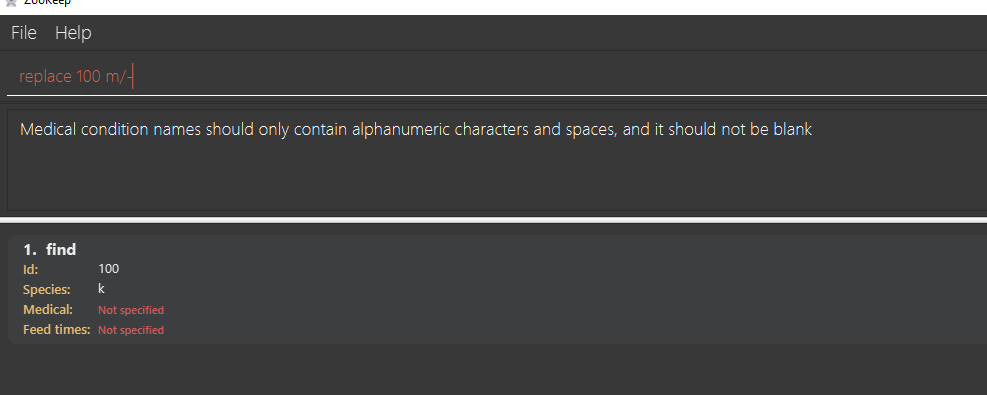 ZooKeep
File Help
replace 100 m/-
Medical condition names should only contain alphanumeric characters and spaces, and it should not be blank
1. find
Id: 100
Species: k
Medical: Not specified
Feed times: Not specified